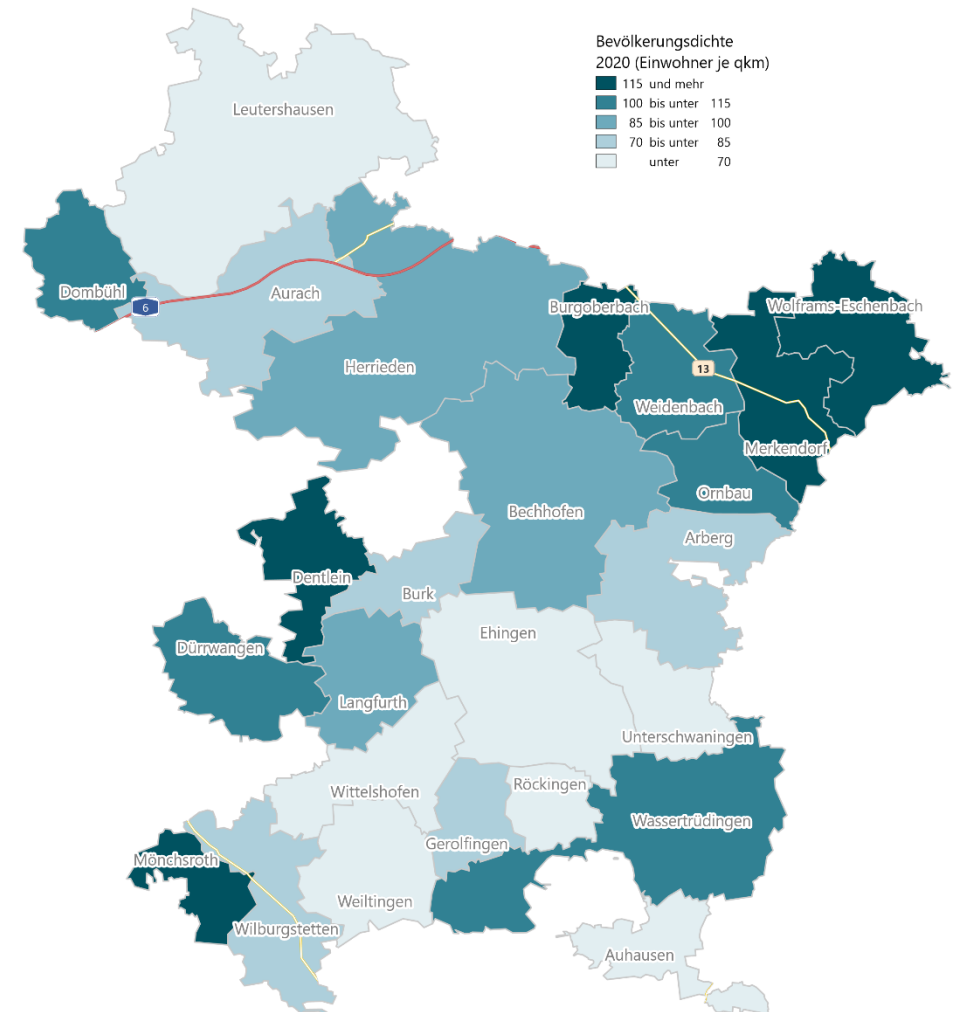 Bevölkerungsdichte
2020 (Einwohner je qkm)
115 und mehr
100 bis unter 115
85 bis unter 100
70 bis unter 85
unter 70
Leutershausen
Dombühl
6
Aurach
Burgoberbach
Wolframs-Eschenbach
Herrieden
13
Weidenbach
Merkendorf
Ornbau
Bechhofen
Arberg
Dentlein
Burk
Ehingen
Dürrwangen
Langfurth
Unterschwaningen
Röckingen
Wittelshofen
Wassertrüdingen
Gerolfingen
Mönchsroth
Weiltingen
Wilburgstetten
Auhausen